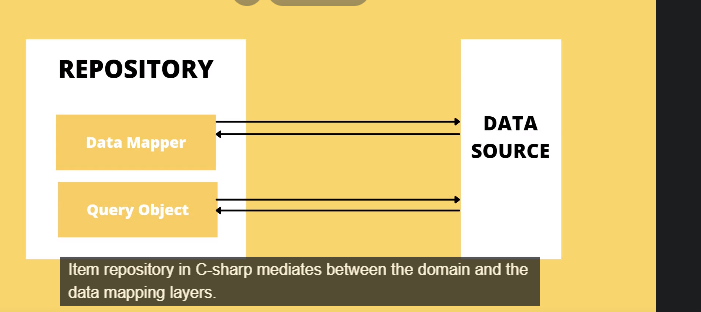 REPOSITORY
Data Mapper
Query Object
DATA
SOURCE
Item repository in C-sharp mediates between the domain and the
data mapping layers.